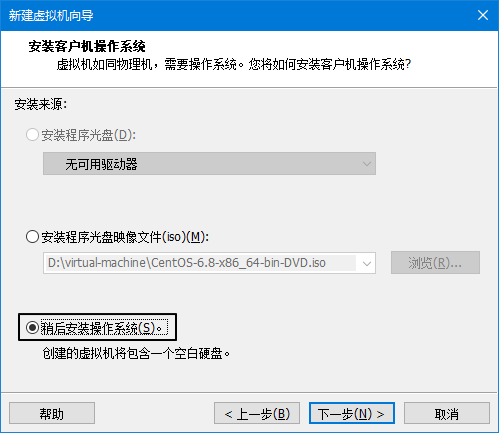 新建虚拟机向导
安装客户机操作系统
虚拟机如同物理机，需要操作系统。您将如何安装客户机操作系统?
安装来源:
安装程序光盘(D):
无可用驱动器
安装程序光盘映像文件(iso)(M):
D:\virtual-machine\CentOS-6.8-x86_64-bin-DVD.iso
浏览(R)...
稍后安装操作系统(S)。
创建的虚拟机将包含一个空白硬盘。
帮助
< 上一步(B)
下一步(N) >
取消